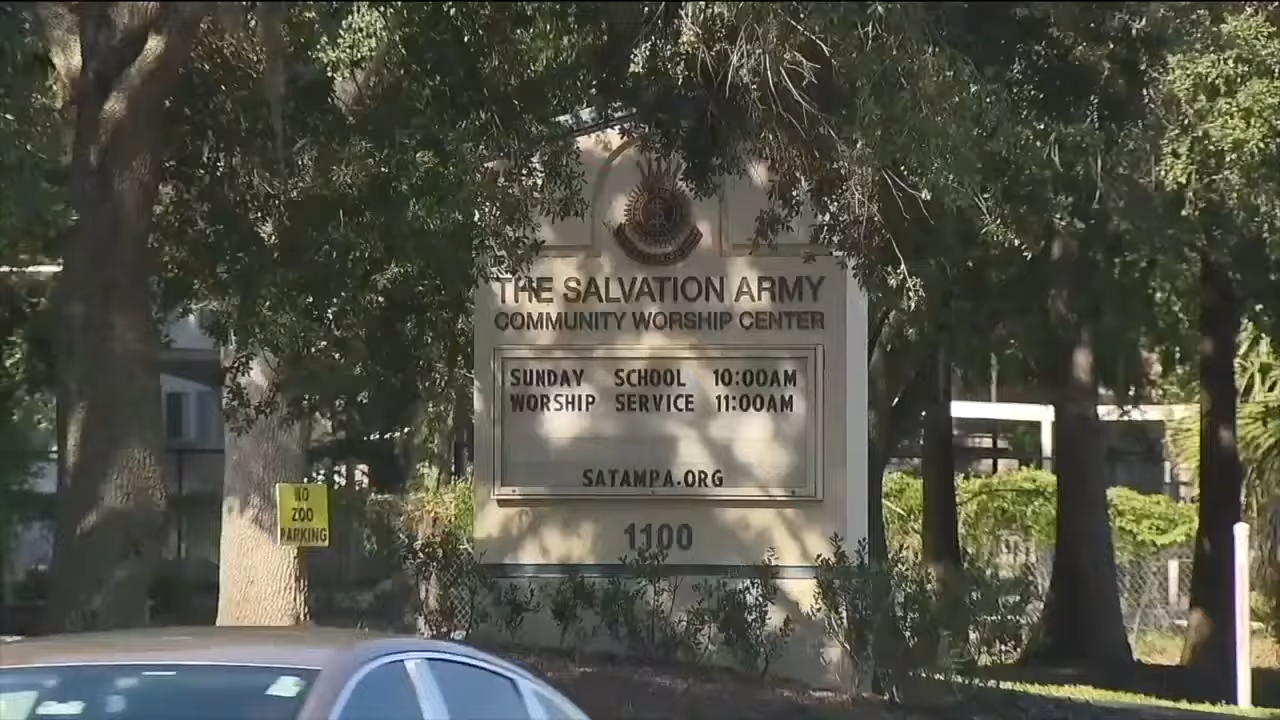 THE SALVATION ARMY
COMMUNITY WORSHIP CENTER
SUNDAY SCHOOL 10:00AM
WORSHIP SERVICE 11:00AM
SATAMPA.ORG
1100
NO
ZOO
PARKING